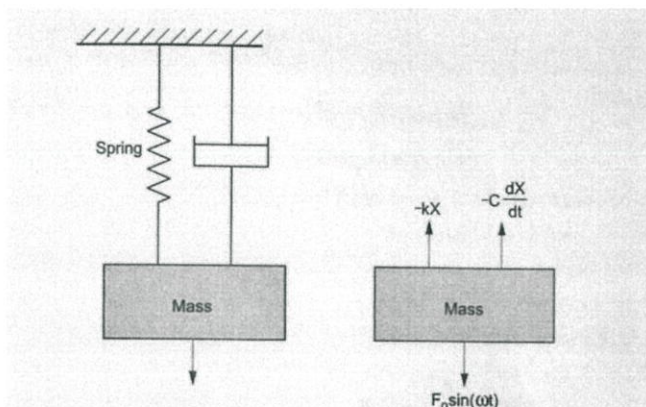 Spring
Mass
-kX
-C dX/dt
Mass
F₀sin(ωt)